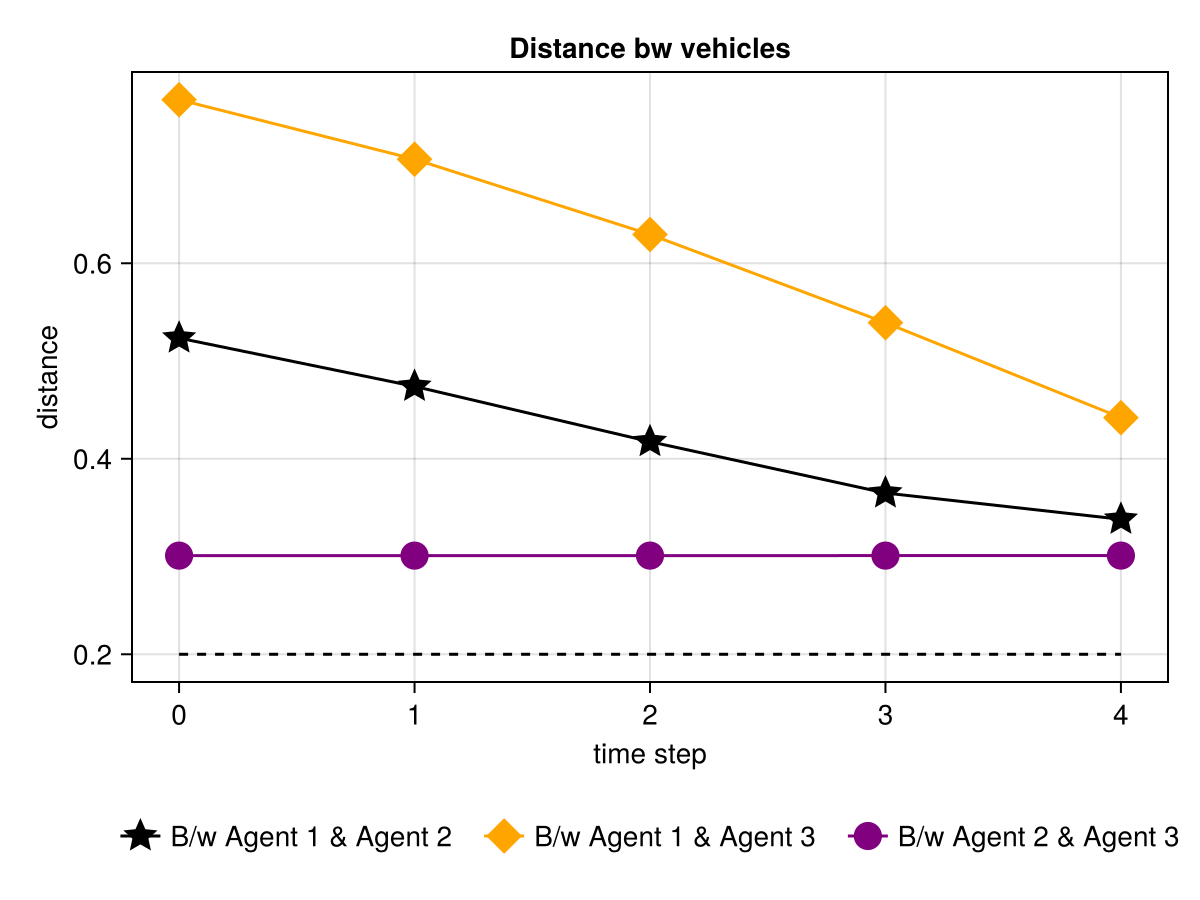 Distance bw vehicles
distance
0.6
0.4
0.2
0 1 2 3 4
time step
B/w Agent 1 & Agent 2 B/w Agent 1 & Agent 3 B/w Agent 2 & Agent 3